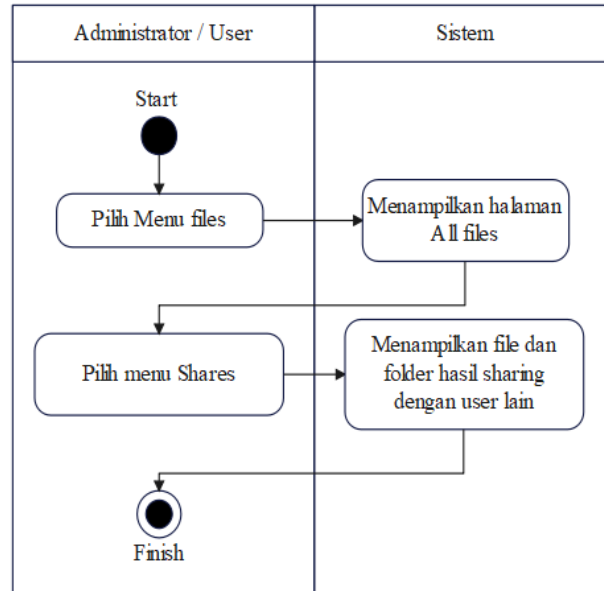 Administrator / User
Sistem
Start
Pilih Menu files
Menampilkan halaman
All files
Pilih menu Shares
Menampilkan file dan
folder hasil sharing
dengan user lain
Finish